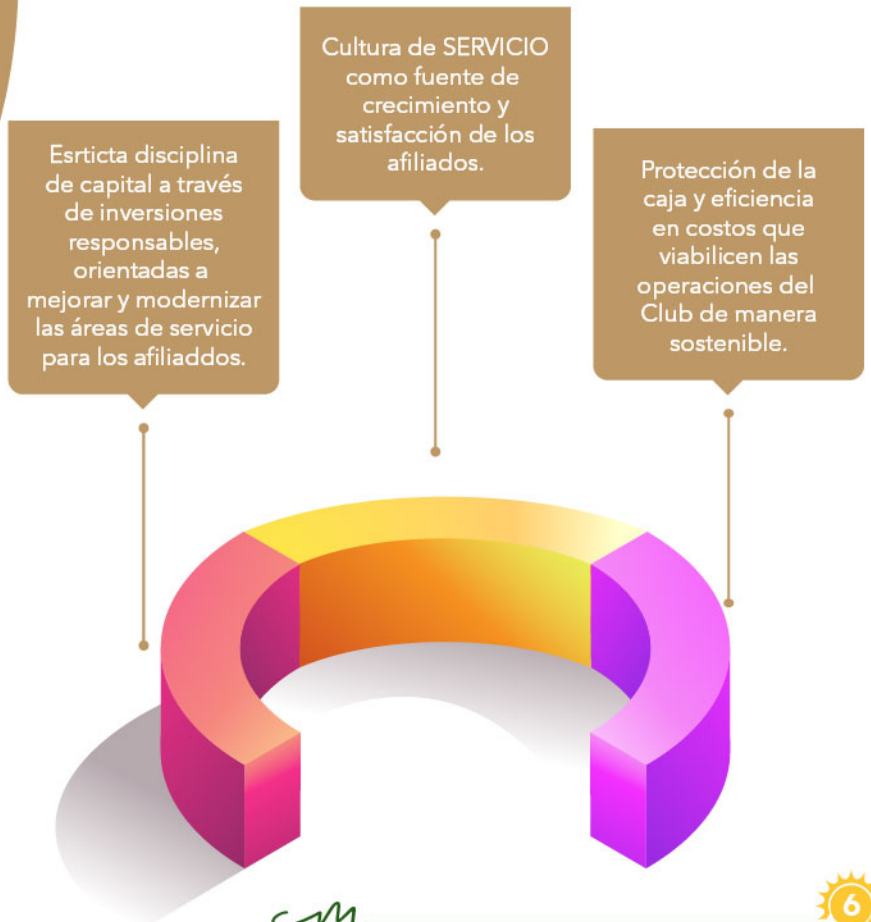 Esrticta disciplina
de capital a través
de inversiones
responsables,
orientadas a
mejorar y modernizar
las áreas de servicio
para los afiliaddos.
Cultura de SERVICIO
como fuente de
crecimiento y
satisfacción de los
afiliados.
Protección de la
caja y eficiencia
en costos que
viabilicen las
operaciones del
Club de manera
sostenible.
6